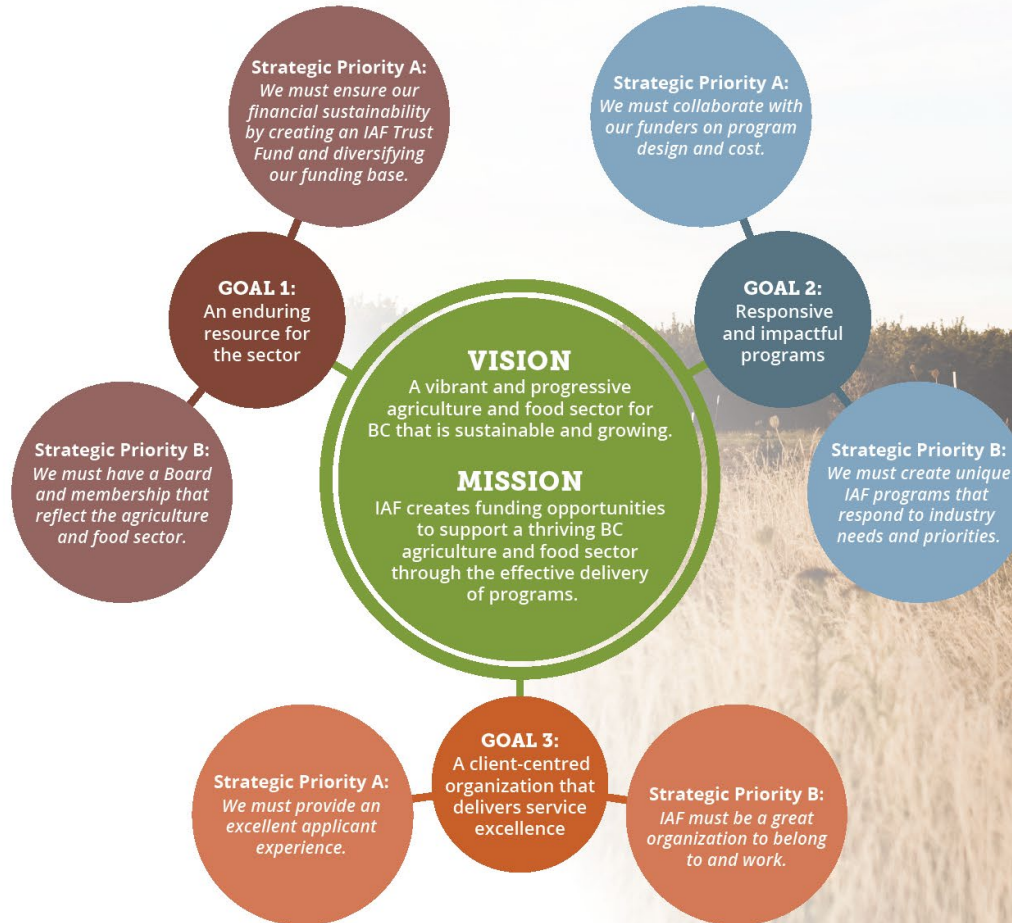 Strategic Priority A:
We must ensure our
financial sustainability
by creating an IAF Trust
Fund and diversifying
our funding base.
Strategic Priority A:
We must collaborate with
our funders on program
design and cost.
GOAL 1:
An enduring
resource for
the sector
GOAL 2:
Responsive
and impactful
programs
VISION
A vibrant and progressive
agriculture and food sector for
BC that is sustainable and growing.
MISSION
IAF creates funding opportunities
to support a thriving BC
agriculture and food sector
through the effective delivery
of programs.
Strategic Priority B:
We must have a Board
and membership that
reflect the agriculture
and food sector.
Strategic Priority B:
We must create unique
IAF programs that
respond to industry
needs and priorities.
GOAL 3:
A client-centred
organization that
delivers service
excellence
Strategic Priority A:
We must provide an
excellent applicant
experience.
Strategic Priority B:
IAF must be a great
organization to belong
to and work.